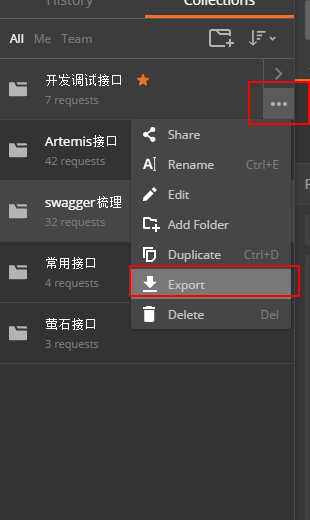 History Collections
All Me Team
开发调试接口
7 requests
Artemis接口
42 requests
Share
Rename Ctrl+E
swagger梳理
32 requests
Edit
Add Folder
Duplicate Ctrl+D
常用接口
4 requests
Export
Delete Del
萤石接口
3 requests